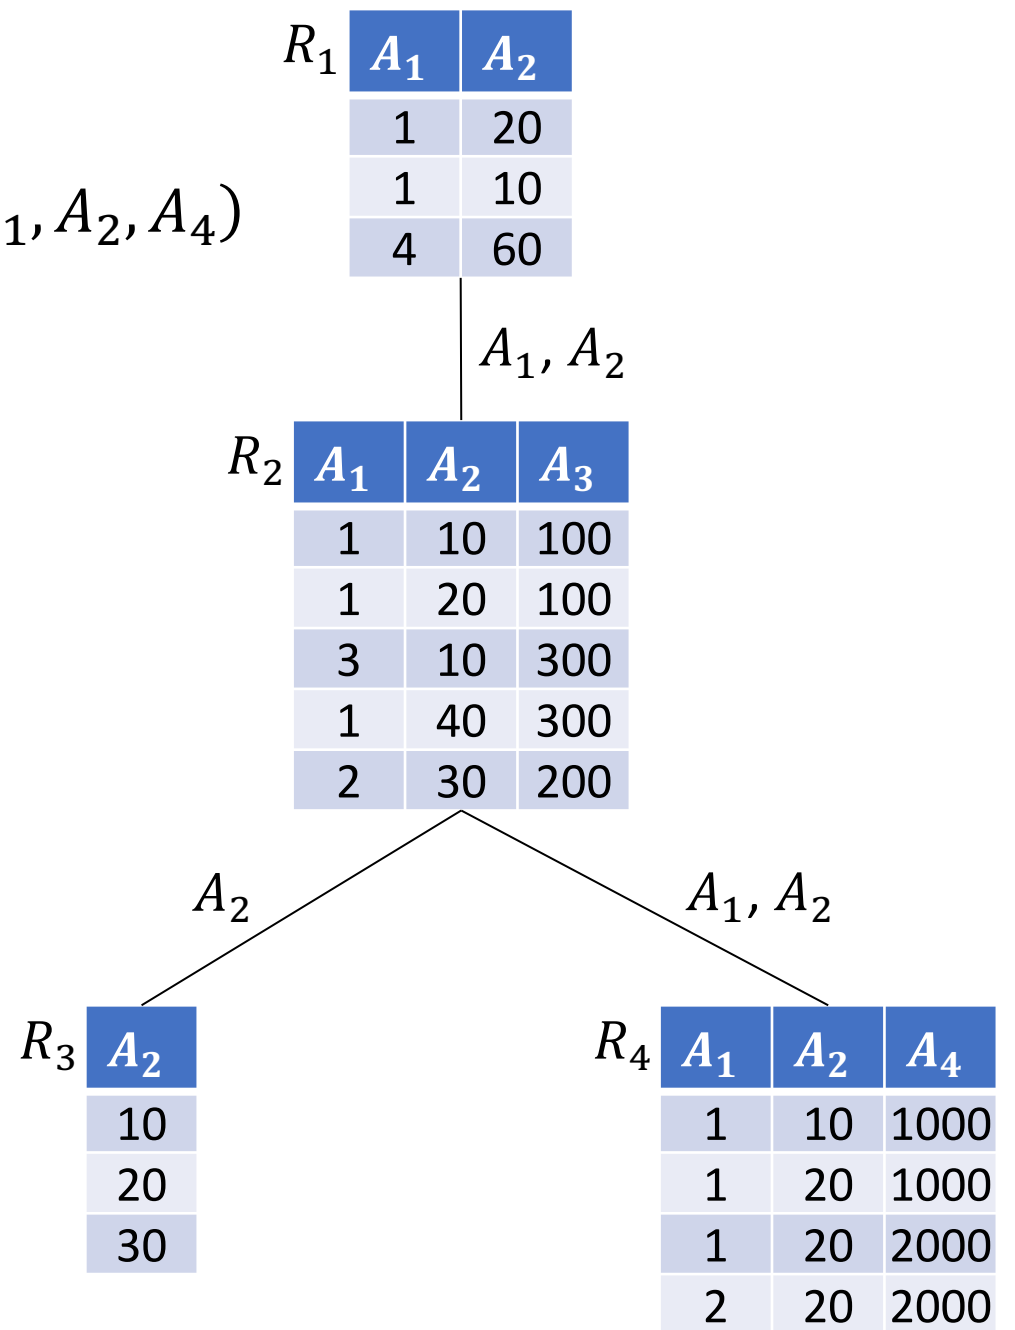 R₁ A₁ A₂
1 20
1 10
₁, A₂, A₄)
4 60
A₁, A₂
R₂ A₁ A₂ A₃
1 10 100
1 20 100
3 10 300
1 40 300
2 30 200
A₂ A₁, A₂
R₃ A₂
10
20
30
R₄ A₁ A₂ A₄
1 10 1000
1 20 1000
1 20 2000
2 20 2000